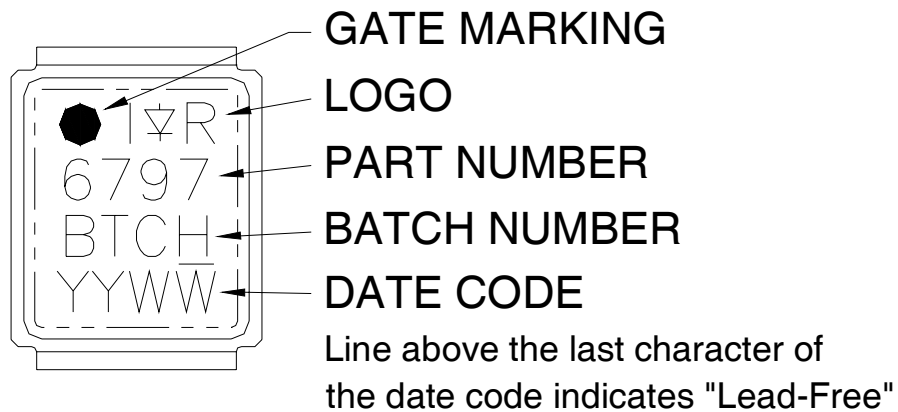 GATE MARKING
I R
LOGO
6797
PART NUMBER
BTCH
BATCH NUMBER
YYWW
DATE CODE
Line above the last character of
the date code indicates "Lead-Free"